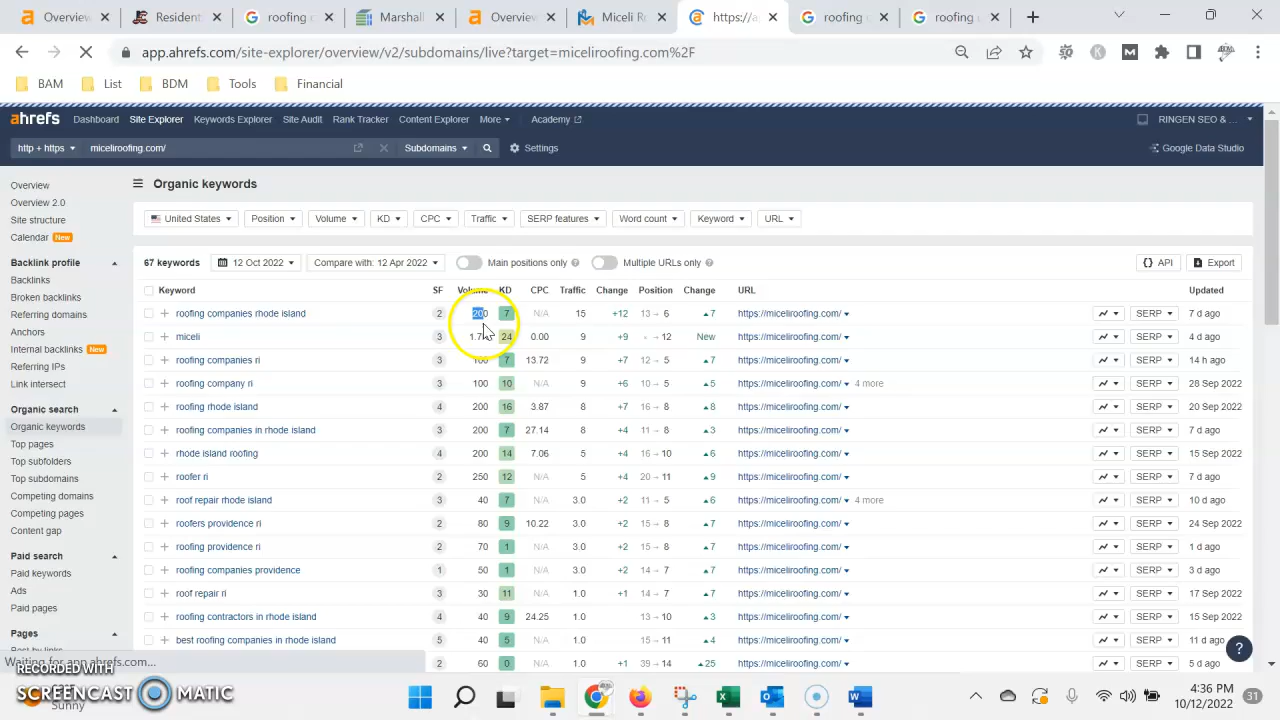 Overview
Resident
roofing c
Marshall
Overview
Miceli Ro
https://a
roofing c
roofing
app.ahrefs.com/site-explorer/overview/v2/subdomains/live?target=miceliroofing.com%2F
BAM List BDM Tools Financial
ahrefs Dashboard Site Explorer Keywords Explorer Site Audit Rank Tracker Content Explorer More Academy RINGEN SEO & ...
http + https miceliroofing.com/ Subdomains Settings Google Data Studio
Overview
Overview 2.0
Site structure
Calendar New
Backlink profile
Backlinks
Broken backlinks
Referring domains
Anchors
Internal backlinks New
Referring IPs
Link intersect
Organic search
Organic keywords
Top pages
Top subfolders
Top subdomains
Competing domains
Competing pages
Content gap
Paid search
Paid keywords
Ads
Paid pages
Pages
Best by links
Organic keywords
United States Position Volume KD CPC Traffic SERP features Word count Keyword URL
67 keywords 12 Oct 2022 Compare with: 12 Apr 2022 Main positions only Multiple URLs only API Export
Keyword SF Volume KD CPC Traffic Change Position Change URL Updated
roofing companies rhode island 2 200 7 N/A 15 +12 13 → 6 ▲7 https://miceliroofing.com/ SERP 7 d ago
miceli 3 24 0.00 9 +9 → 12 New https://miceliroofing.com/ SERP 4 d ago
roofing companies ri 3 100 7 13.72 9 +7 12 → 5 ▲7 https://miceliroofing.com/ SERP 14 h ago
roofing company ri 3 100 10 N/A 9 +6 10 → 5 ▲5 https://miceliroofing.com/ 4 more SERP 28 Sep 2022
roofing rhode island 4 200 16 3.87 8 +7 16 → 8 ▲8 https://miceliroofing.com/ SERP 20 Sep 2022
roofing companies in rhode island 3 200 7 27.14 8 +4 11 → 8 ▲3 https://miceliroofing.com/ SERP 7 d ago
rhode island roofing 4 200 14 7.06 5 +4 16 → 10 ▲6 https://miceliroofing.com/ SERP 15 Sep 2022
roofer ri 2 250 12 N/A 5 +4 20 → 11 ▲9 https://miceliroofing.com/ SERP 7 d ago
roof repair rhode island 3 40 7 N/A 3.0 +2 11 → 5 ▲6 https://miceliroofing.com/ 4 more SERP 10 d ago
roofers providence ri 2 80 9 10.22 3.0 +2 15 → 8 ▲7 https://miceliroofing.com/ SERP 24 Sep 2022
roofing providence ri 2 70 1 N/A 3.0 +2 15 → 8 ▲7 https://miceliroofing.com/ SERP 1 d ago
roofing companies providence 1 50 1 N/A 3.0 +2 14 → 7 ▲7 https://miceliroofing.com/ SERP 3 d ago
roof repair ri 3 30 11 N/A 1.0 +1 14 → 7 ▲7 https://miceliroofing.com/ SERP 17 Sep 2022
roofing contractors in rhode island 4 40 9 24.25 1.0 13 → 10 ▲3 https://miceliroofing.com/ SERP 15 Sep 2022
best roofing companies in rhode island 5 40 5 N/A 1.0 15 → 11 ▲4 https://miceliroofing.com/ SERP 11 d ago
2 60 0 N/A 1.0 +1 39 → 14 ▲25 https://miceliroofing.com/ SERP 5 d ago
Waiting for app.ahrefs.com...
RECORDED WITH
SCREENCAST MATIC
Sunny
4:36 PM
10/12/2022
31